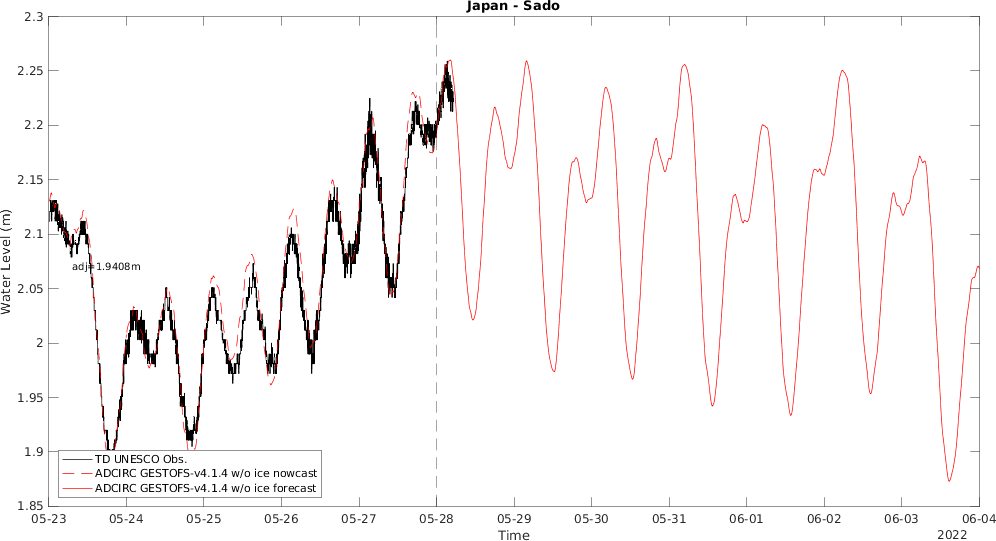 Japan - Sado
Water Level (m)
2.3
2.25
2.2
2.15
2.1
2.05
2
1.95
1.9
1.85
adj=1.9408m
TD UNESCO Obs.
ADCIRC GESTOFS-v4.1.4 w/o ice nowcast
ADCIRC GESTOFS-v4.1.4 w/o ice forecast
05-23 05-24 05-25 05-26 05-27 05-28 05-29 05-30 05-31 06-01 06-02 06-03 06-04
Time
2022